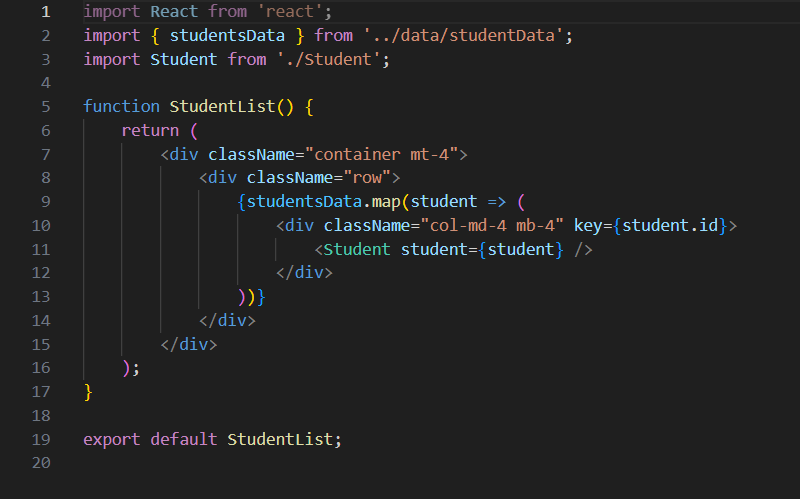 1 import React from 'react';
2 import { studentsData } from '../data/studentData';
3 import Student from './Student';
4
5 function StudentList() {
6     return (
7         <div className="container mt-4">
8             <div className="row">
9                 {studentsData.map(student => (
10                     <div className="col-md-4 mb-4" key={student.id}>
11                         <Student student={student} />
12                     </div>
13                 ))}
14             </div>
15         </div>
16     );
17 }
18
19 export default StudentList;
20